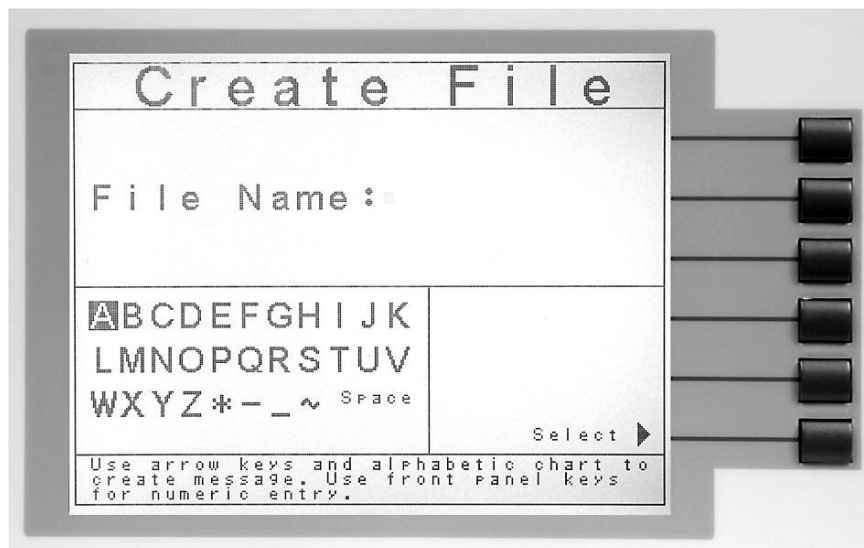 Create File
File Name:
ABCDEFGHIJK
LMNOPQRSTUV
WXYZ*-_~ Space
Select
Use arrow keys and alphabetic chart to
create message. Use front panel keys
for numeric entry.